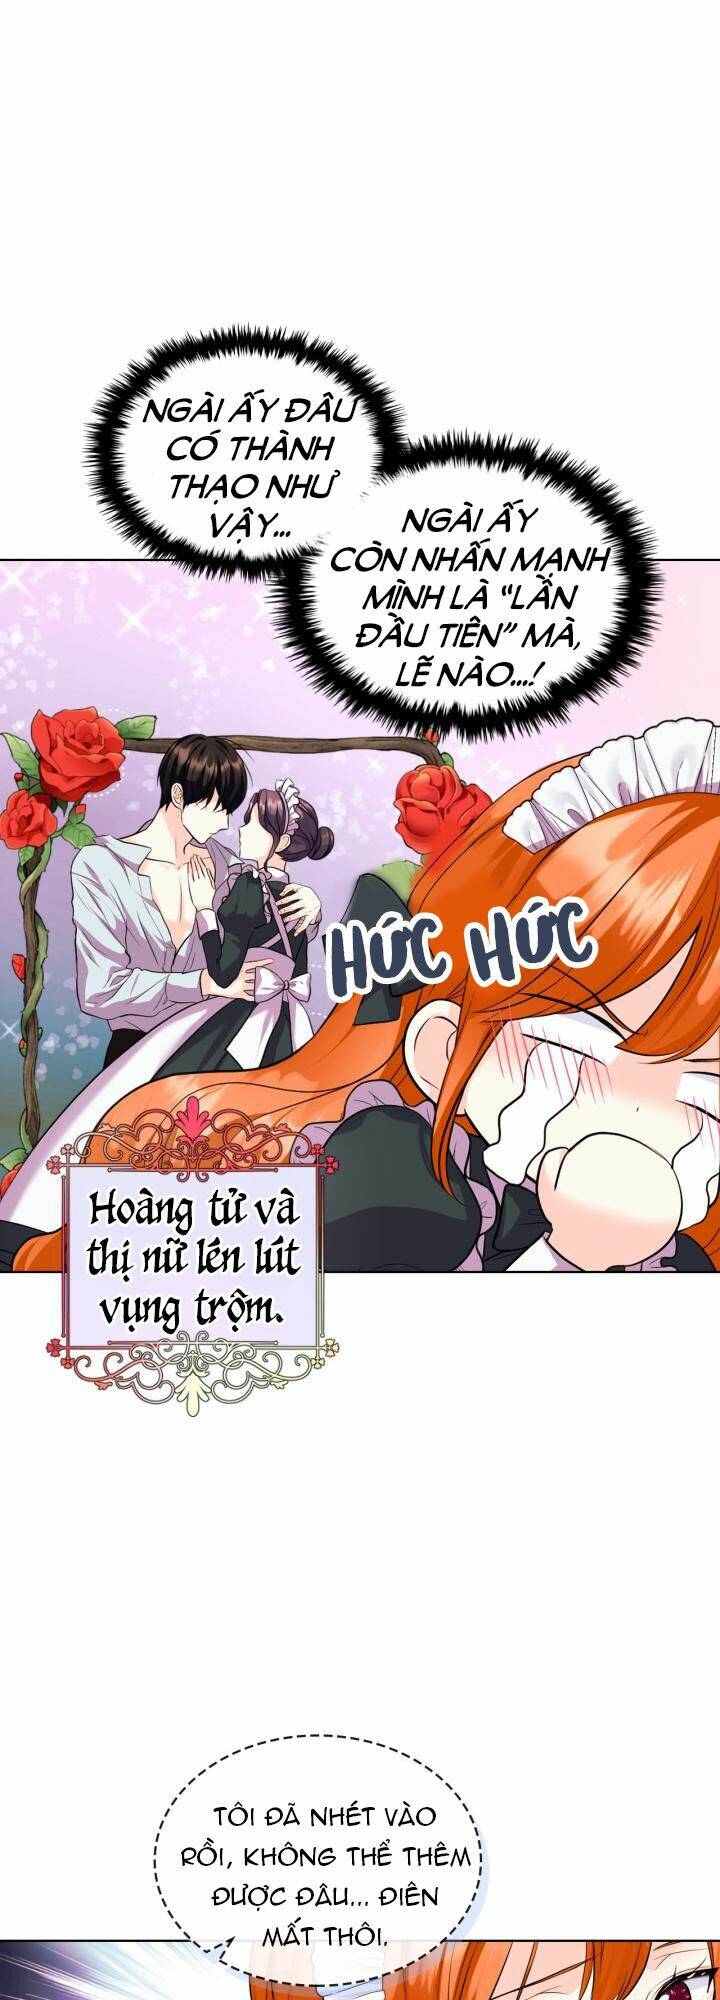 NGÀI ẤY ĐÂU
CÓ THÀNH
THẠO NHƯ
VẬY...
NGÀI ẤY
CÒN NHẤN MẠNH
MÌNH LÀ “LẦN
ĐẦU TIÊN” MÀ,
LẼ NÀO...!
HỨC HỨC
Hoàng tử và
thị nữ lén lút
vụng trộm.
TÔI ĐÃ NHÉT VÀO
RỒI, KHÔNG THỂ THÊM
ĐƯỢC ĐÂU... ĐIÊN
MẤT THÔI.